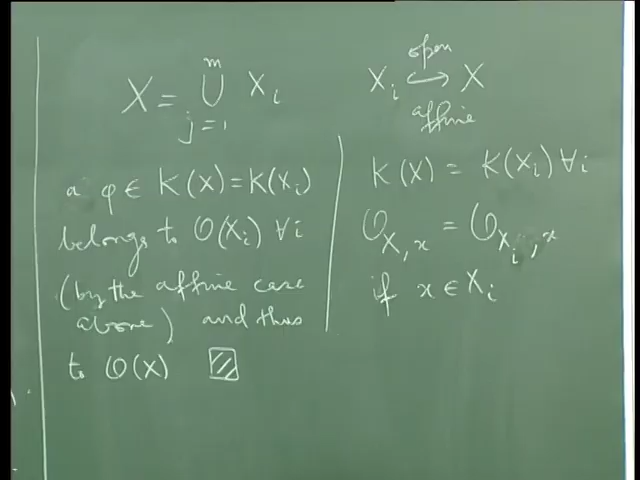 X = ⋃_{j=1}^{m} X_i
a φ ∈ K(X) = K(X_i)
belongs to O(X_i) ∀i
(by the affine case
above) and thus
to O(X) ▨
X_i ↪ X
open
affine
K(X) = K(X_i) ∀i
O_{X,x} = O_{X_i,x}
if x ∈ X_i